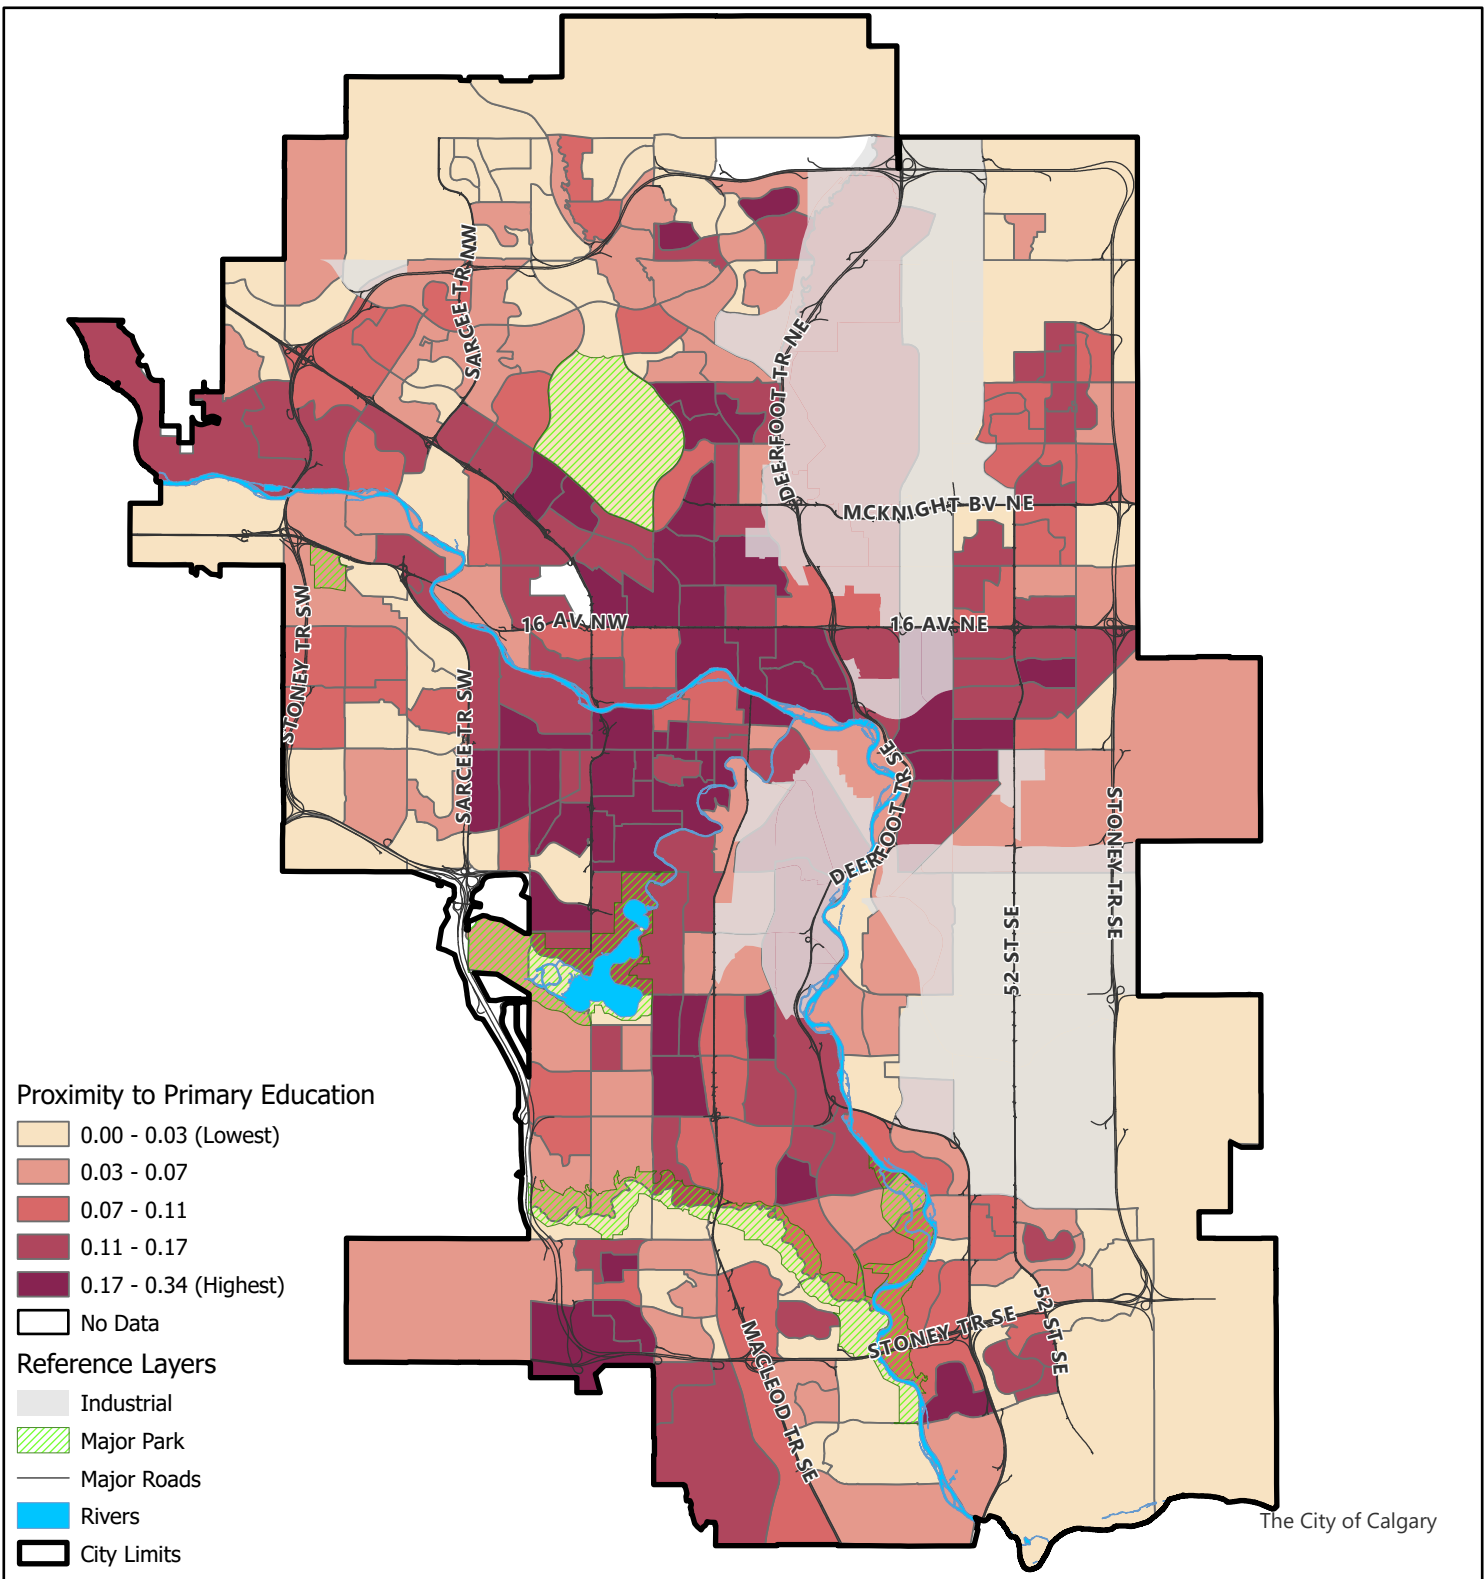 SARCEE TR NW
DEERFOOT TR NE
MCKNIGHT BV NE
16 AV NW
16 AV NE
STONEY TR SW
SARCEE TR SW
DEERFOOT TR SE
STONEY TR SE
52 ST SE
52 ST SE
STONEY TR SE
MACLEOD TR SE
Proximity to Primary Education
0.00 - 0.03 (Lowest)
0.03 - 0.07
0.07 - 0.11
0.11 - 0.17
0.17 - 0.34 (Highest)
No Data
Reference Layers
Industrial
Major Park
Major Roads
Rivers
City Limits
The City of Calgary